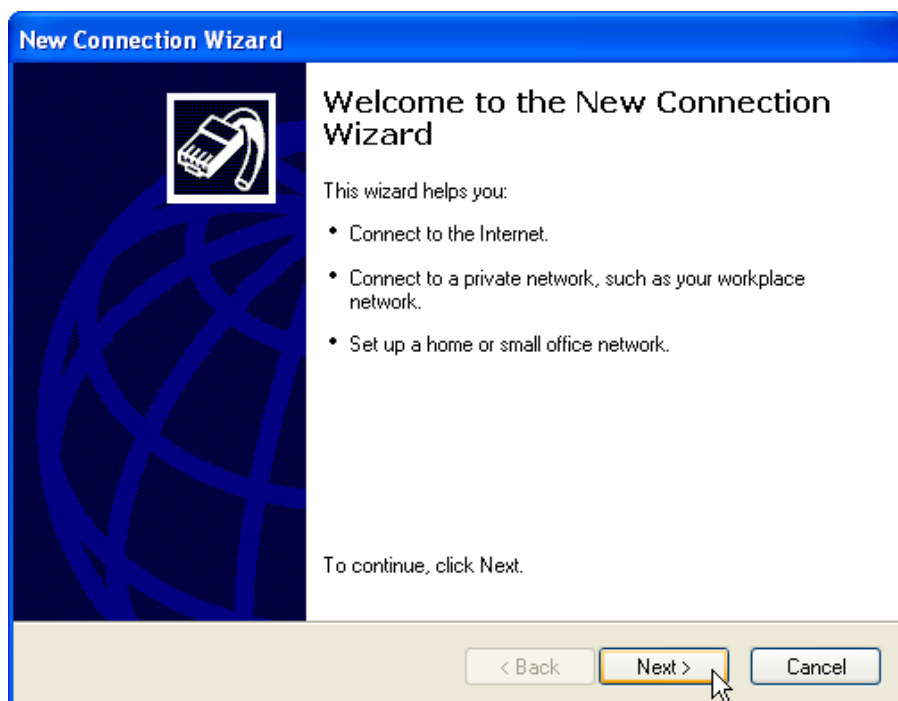 New Connection Wizard
Welcome to the New Connection
Wizard
This wizard helps you:
• Connect to the Internet.
• Connect to a private network, such as your workplace
network.
• Set up a home or small office network.
To continue, click Next.
< Back Next > Cancel